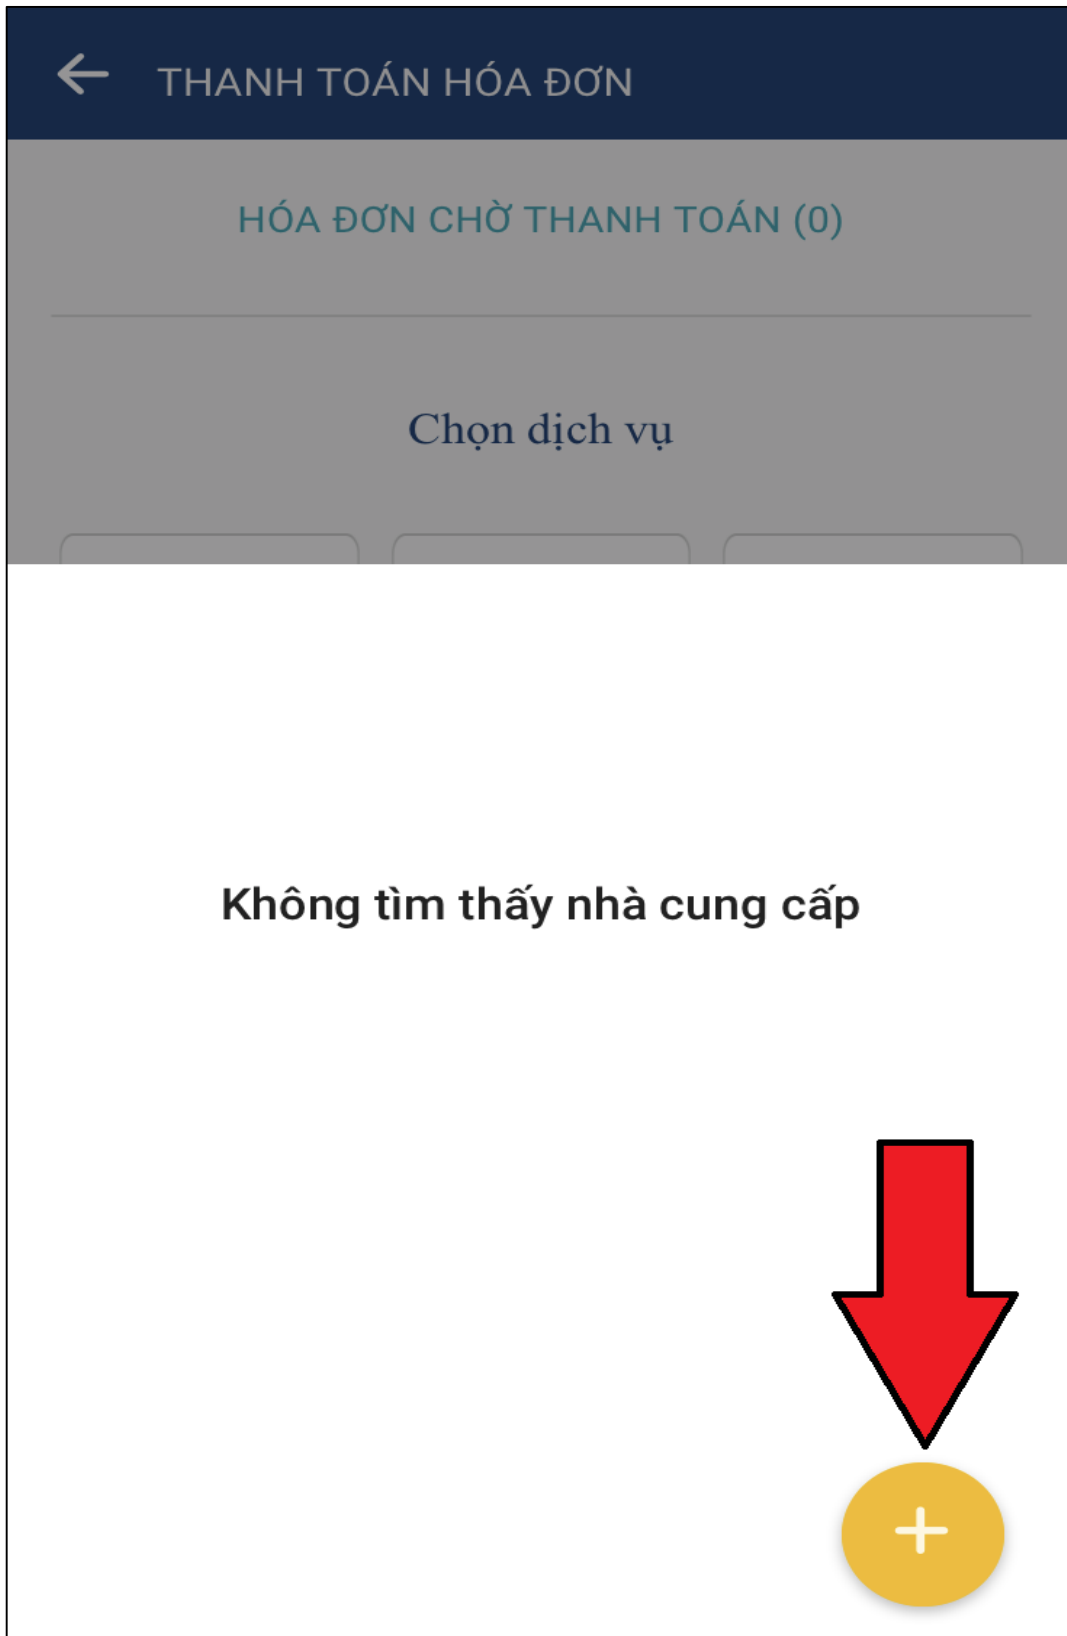 THANH TOÁN HÓA ĐƠN
HÓA ĐƠN CHỜ THANH TOÁN (0)
Chọn dịch vụ
Không tìm thấy nhà cung cấp